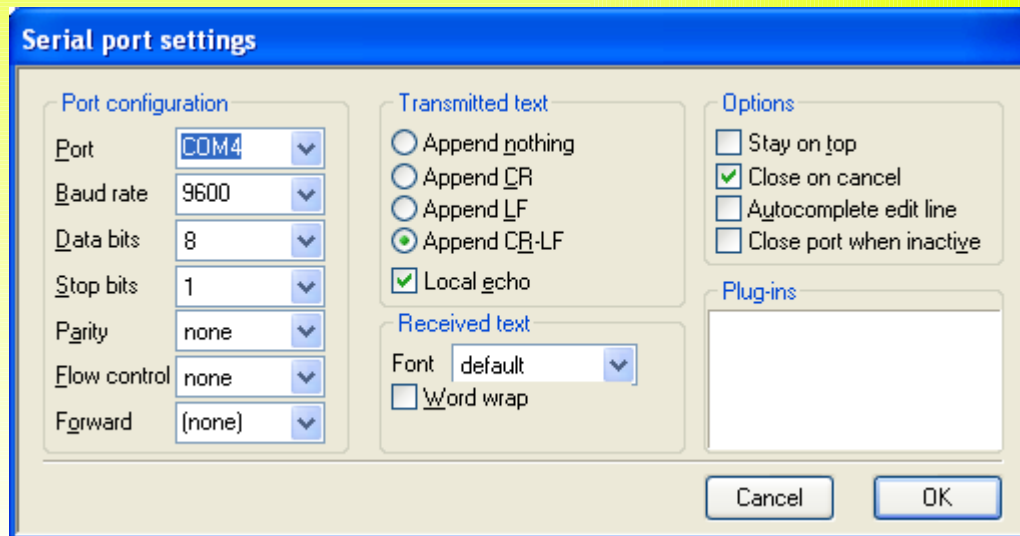 Serial port settings
Port configuration
Port COM4
Baud rate 9600
Data bits 8
Stop bits 1
Parity none
Flow control none
Forward (none)
Transmitted text
Append nothing
Append CR
Append LF
Append CR-LF
Local echo
Received text
Font default
Word wrap
Options
Stay on top
Close on cancel
Autocomplete edit line
Close port when inactive
Plug-ins
Cancel OK